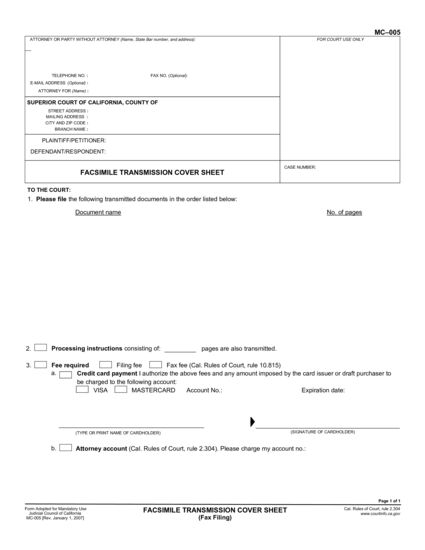 MC–005
ATTORNEY OR PARTY WITHOUT ATTORNEY (Name, State Bar number, and address):
FOR COURT USE ONLY
TELEPHONE NO.: FAX NO. (Optional):
E-MAIL ADDRESS (Optional) :
ATTORNEY FOR (Name) :
SUPERIOR COURT OF CALIFORNIA, COUNTY OF
STREET ADDRESS :
MAILING ADDRESS :
CITY AND ZIP CODE :
BRANCH NAME :
PLAINTIFF/PETITIONER:
DEFENDANT/RESPONDENT:
FACSIMILE TRANSMISSION COVER SHEET
CASE NUMBER:
TO THE COURT:
1. Please file the following transmitted documents in the order listed below:
Document name No. of pages
2. Processing instructions consisting of: ________ pages are also transmitted.
3. Fee required Filing fee Fax fee (Cal. Rules of Court, rule 10.815)
a. Credit card payment I authorize the above fees and any amount imposed by the card issuer or draft purchaser to
be charged to the following account:
VISA MASTERCARD Account No.: Expiration date:
(TYPE OR PRINT NAME OF CARDHOLDER) (SIGNATURE OF CARDHOLDER)
b. Attorney account (Cal. Rules of Court, rule 2.304). Please charge my account no.:
Page 1 of 1
Form Adopted for Mandatory Use
Judicial Council of California
MC-005 [Rev. January 1, 2007]
FACSIMILE TRANSMISSION COVER SHEET
(Fax Filing)
Cal. Rules of Court, rule 2.304
www.courtinfo.ca.gov